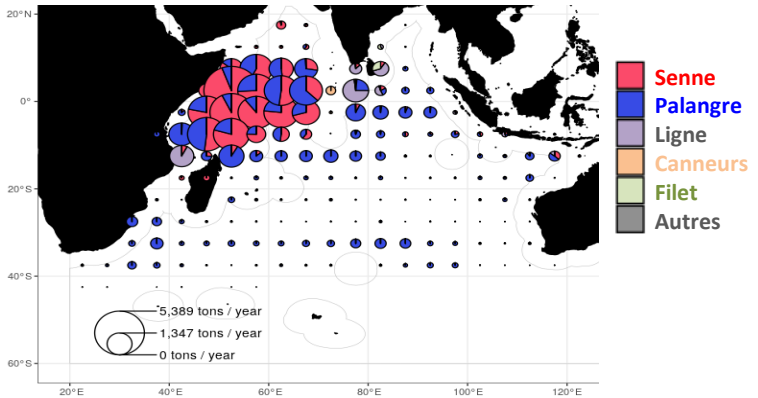 20°N
0°
20°S
40°S
60°S
20°E
40°E
60°E
80°E
100°E
120°E
5,389 tons / year
1,347 tons / year
0 tons / year
Senne
Palangre
Ligne
Canneurs
Filet
Autres